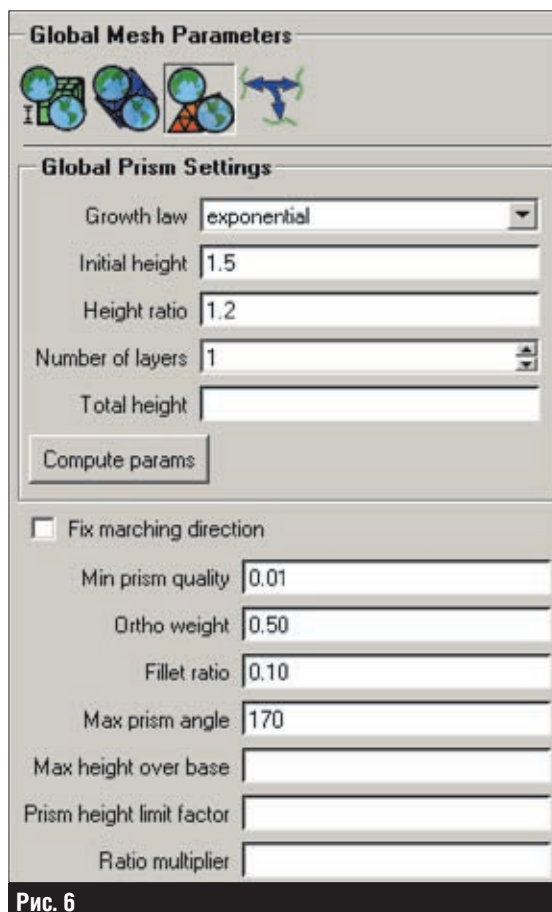 Global Mesh Parameters
Global Prism Settings
Growth law exponential
Initial height 1.5
Height ratio 1.2
Number of layers 1
Total height
Compute params
Fix marching direction
Min prism quality 0.01
Ortho weight 0.50
Fillet ratio 0.10
Max prism angle 170
Max height over base
Prism height limit factor
Ratio multiplier
Рис. 6